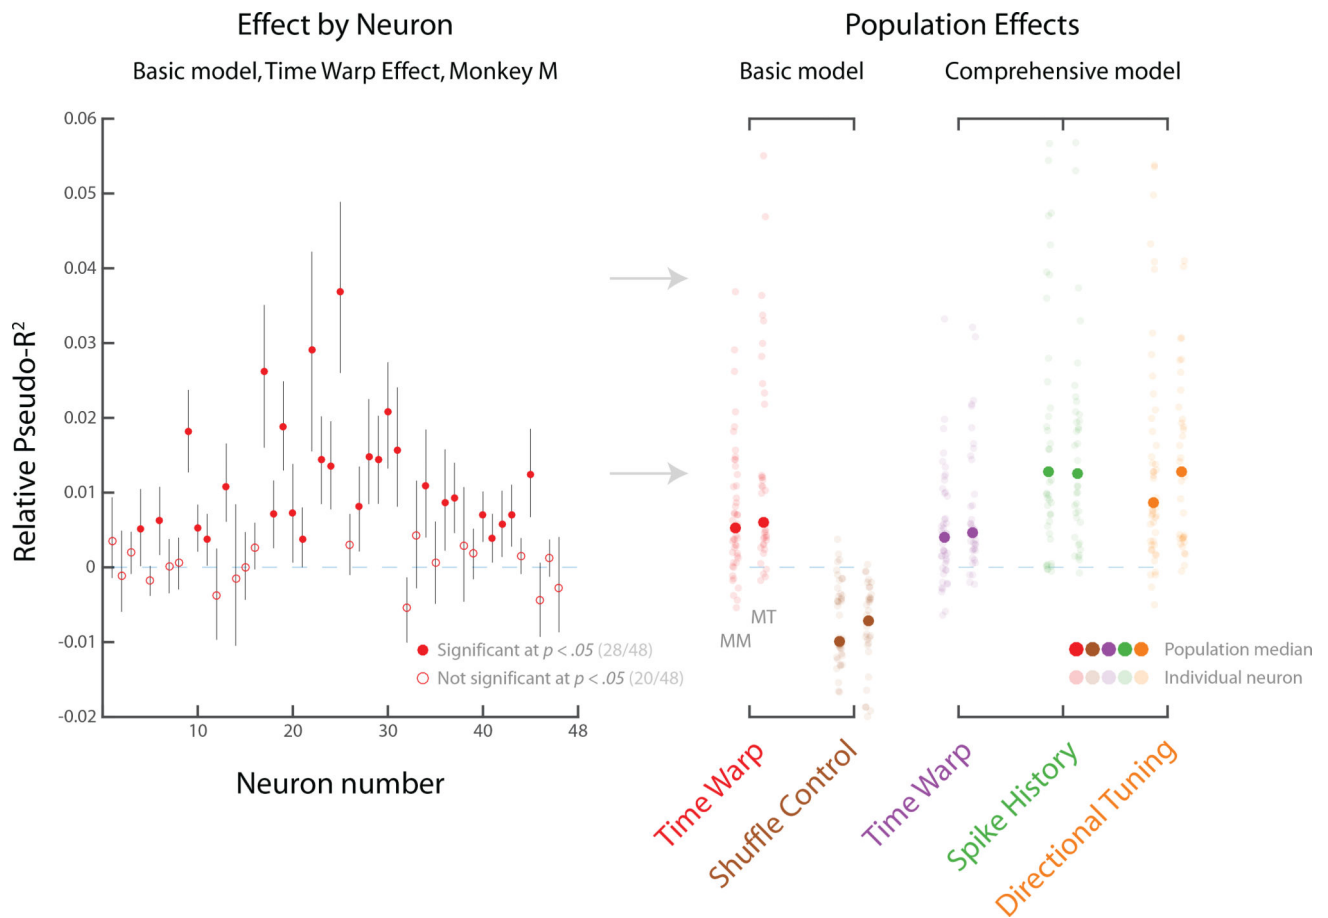 Effect by Neuron
Basic model, Time Warp Effect, Monkey M
Relative Pseudo-R²
0.06
0.05
0.04
0.03
0.02
0.01
0
-0.01
-0.02
10
20
30
40
48
Neuron number
Significant at p < .05 (28/48)
Not significant at p < .05 (20/48)
Population Effects
Basic model
Comprehensive model
MM
MT
Population median
Individual neuron
Time Warp
Shuffle Control
Time Warp
Spike History
Directional Tuning